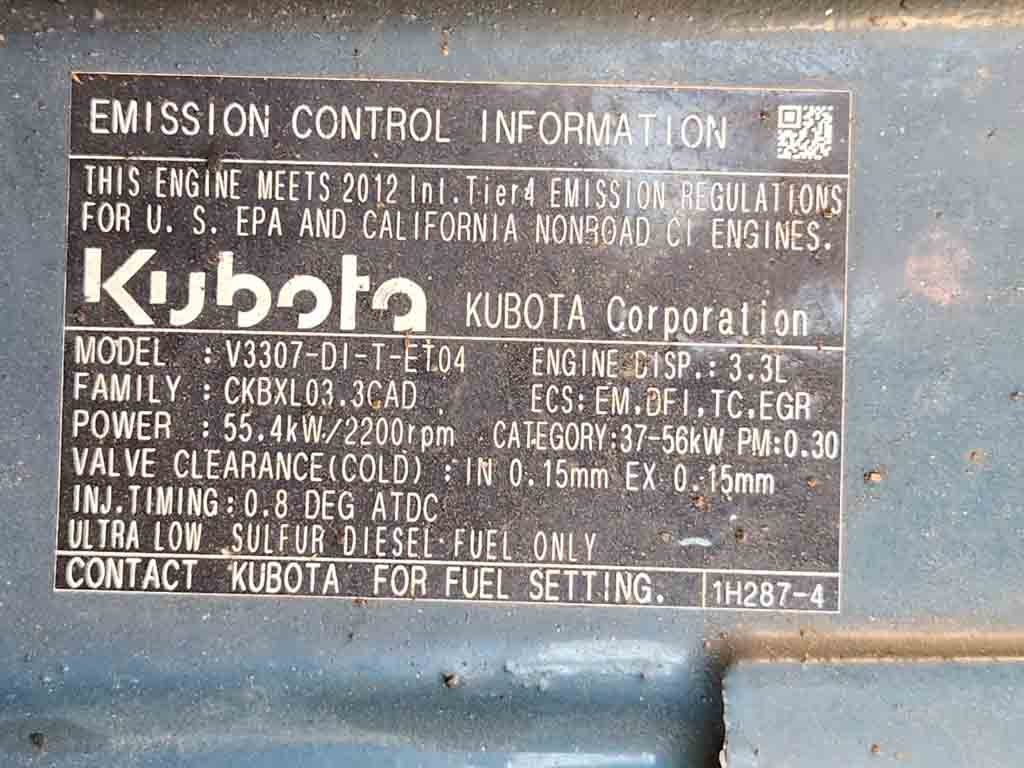 EMISSION CONTROL INFORMATION
THIS ENGINE MEETS 2012 Int.Tier4 EMISSION REGULATIONS
FOR U. S. EPA AND CALIFORNIA NONROAD CI ENGINES.
Kubota KUBOTA Corporation
MODEL : V3307-DI-T-ET04 ENGINE DISP.: 3.3L
FAMILY : CKBXL03.3CAD ECS: EM,DFI,TC,EGR
POWER : 55.4kW/2200rpm CATEGORY:37-56kW PM:0.30
VALVE CLEARANCE(COLD) : IN 0.15mm EX 0.15mm
INJ.TIMING: 0.8 DEG ATDC
ULTRA LOW SULFUR DIESEL FUEL ONLY
CONTACT KUBOTA FOR FUEL SETTING. 1H287-4